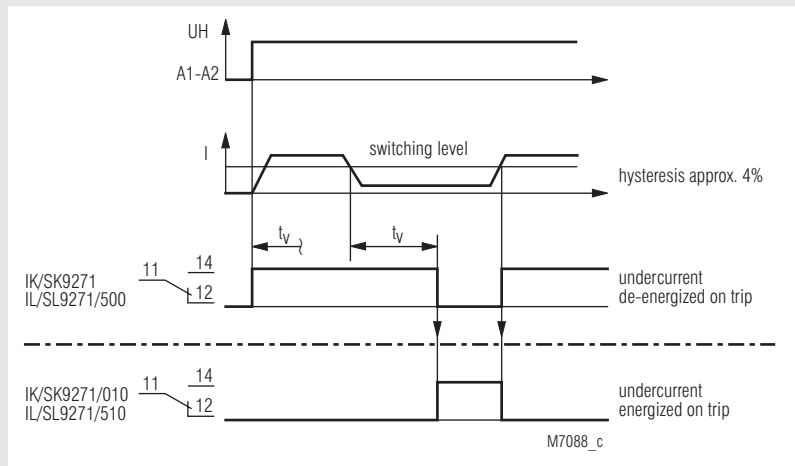 UH
A1-A2
I
switching level
hysteresis approx. 4%
tv
tv
IK/SK9271
IL/SL9271/500
11
14
12
undercurrent
de-energized on trip
IK/SK9271/010
IL/SL9271/510
11
14
12
undercurrent
energized on trip
M7088_c